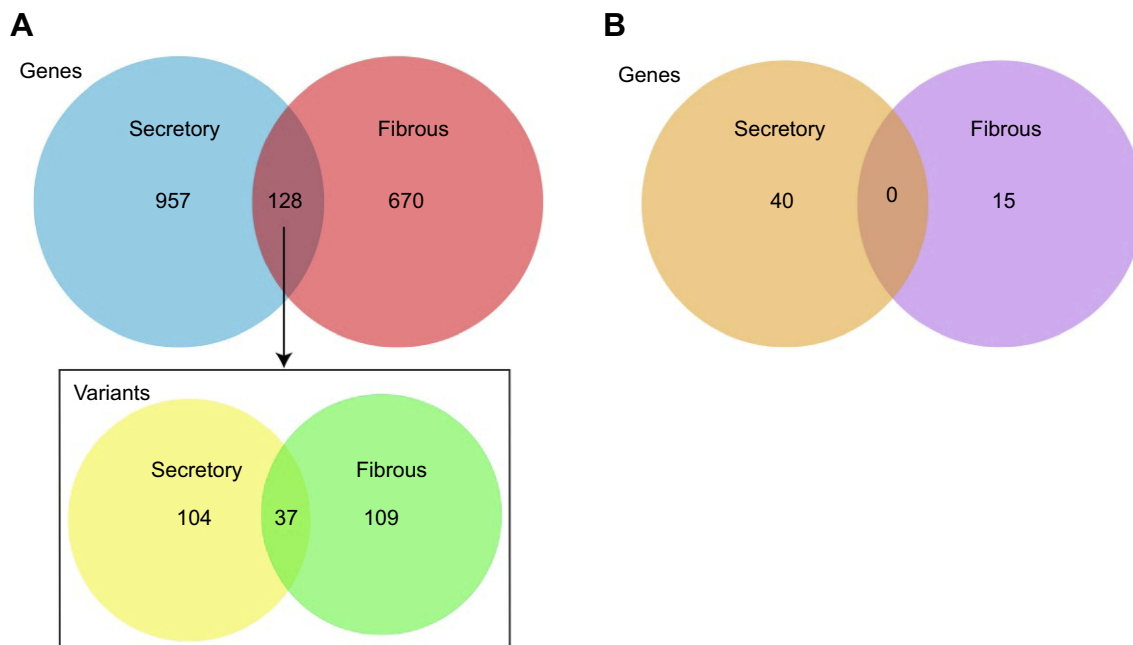 A
Genes
Secretory
Fibrous
957
128
670
Variants
Secretory
Fibrous
104
37
109
B
Genes
Secretory
Fibrous
40
0
15